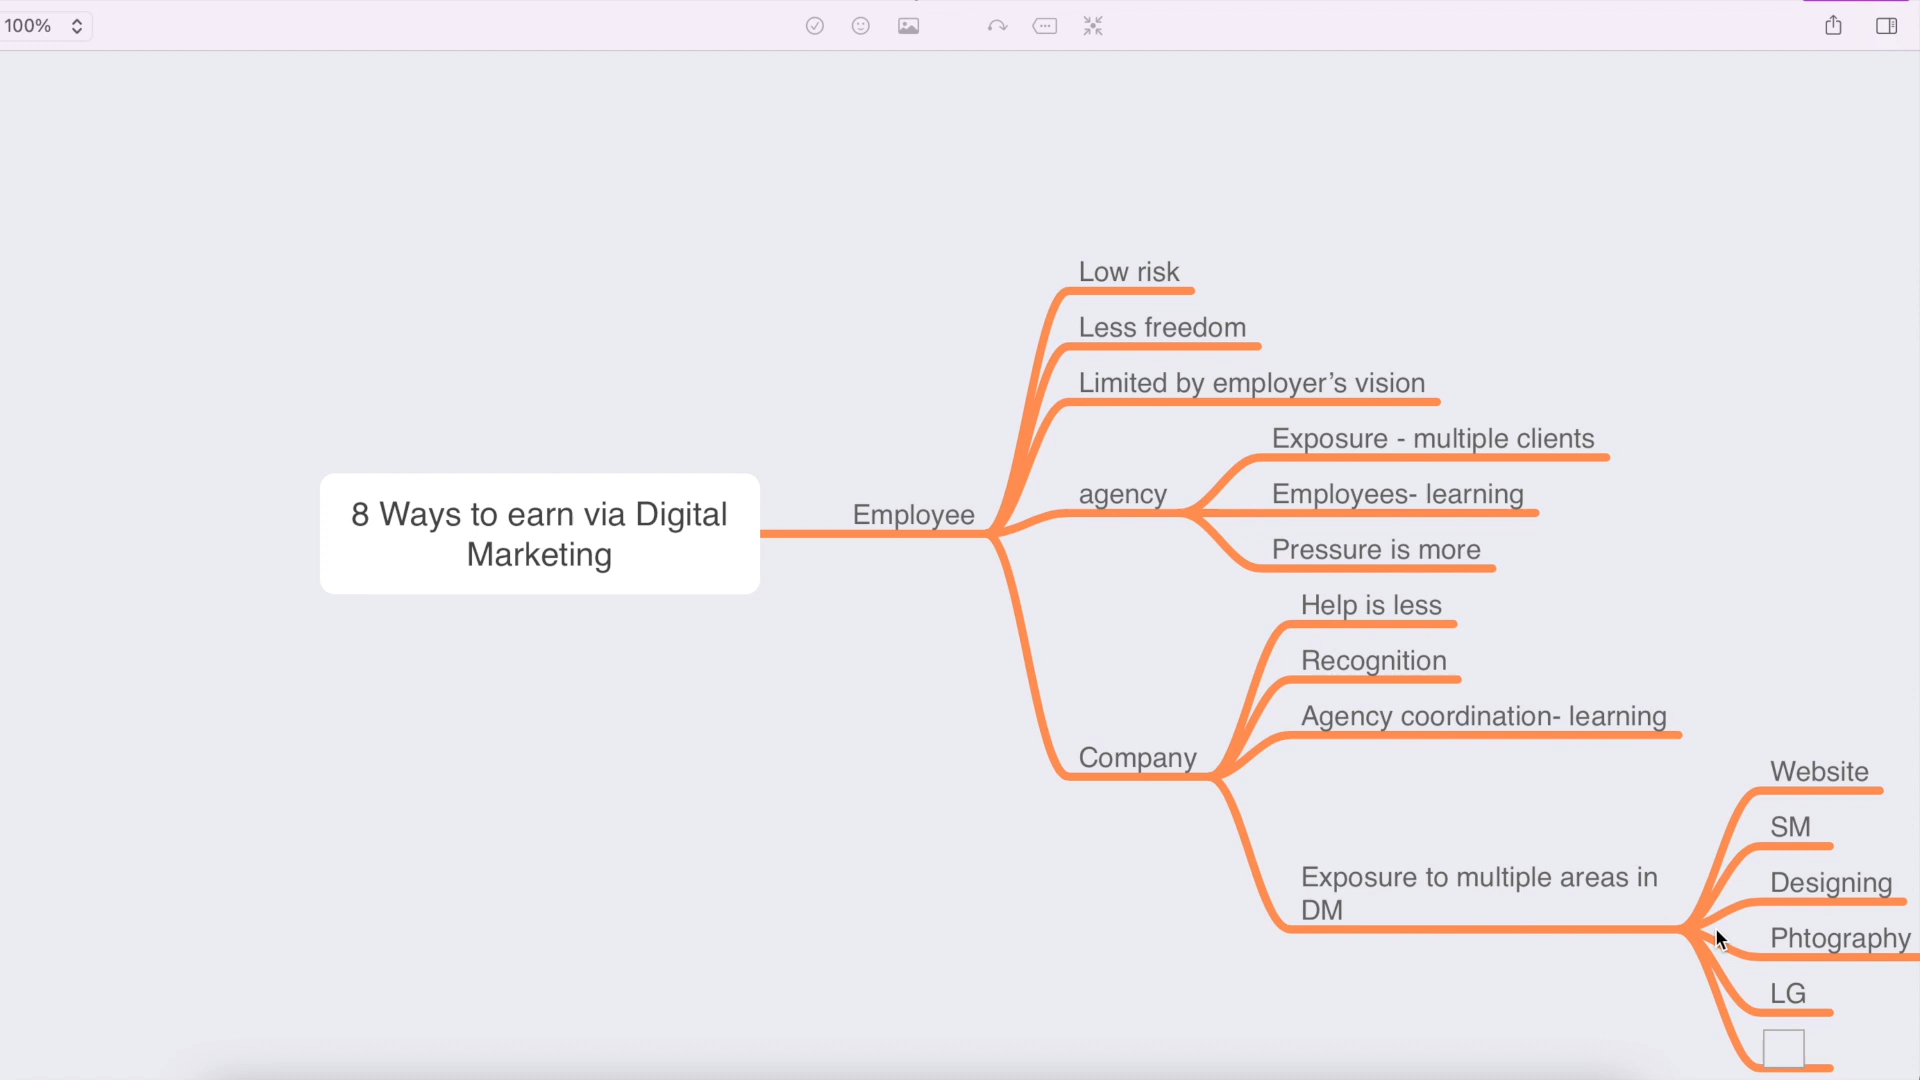 100%
Low risk
Less freedom
Limited by employer’s vision
Exposure - multiple clients
agency
Employees- learning
Employee
8 Ways to earn via Digital
Marketing
Pressure is more
Help is less
Recognition
Agency coordination- learning
Company
Website
SM
Exposure to multiple areas in
DM
Designing
Phtography
LG